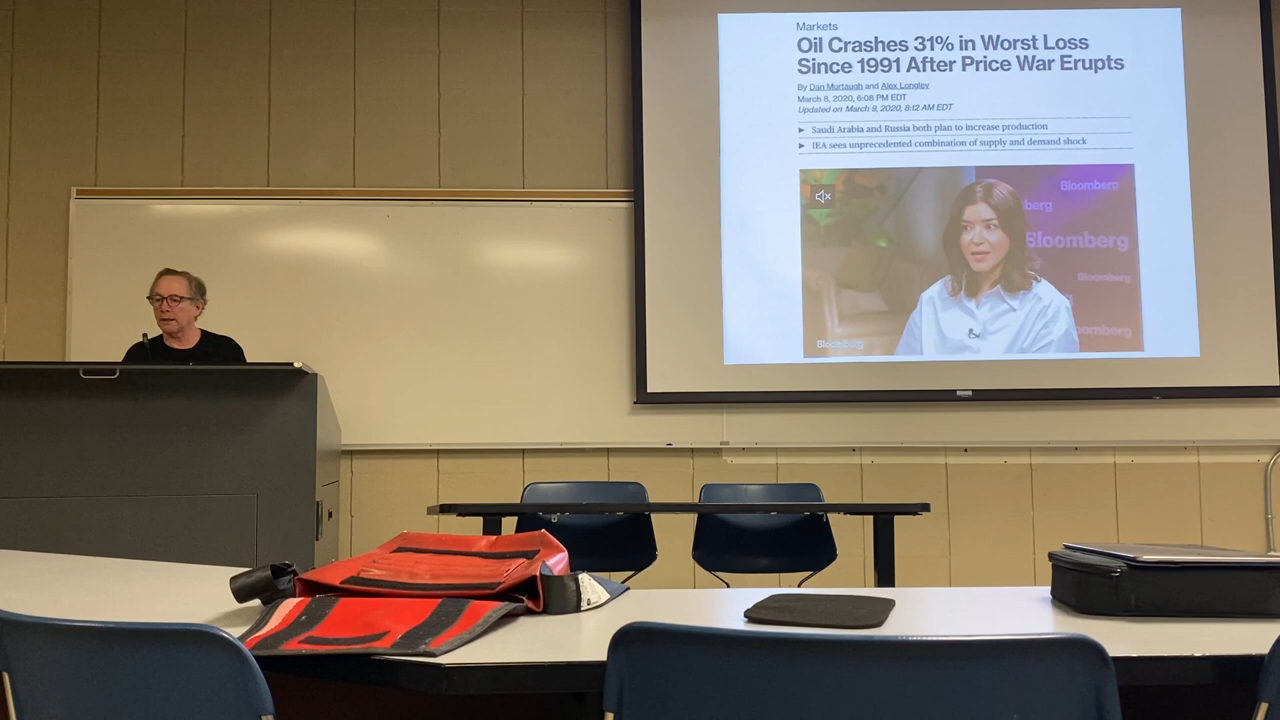 Markets
Oil Crashes 31% in Worst Loss
Since 1991 After Price War Erupts
By Dan Murtaugh and Alex Longley
March 8, 2020, 6:08 PM EDT
Updated on March 9, 2020, 8:12 AM EDT
Saudi Arabia and Russia both plan to increase production
IEA sees unprecedented combination of supply and demand shock
Bloomberg
berg
Bloomberg
Bloomberg
oomberg
Bloomberg